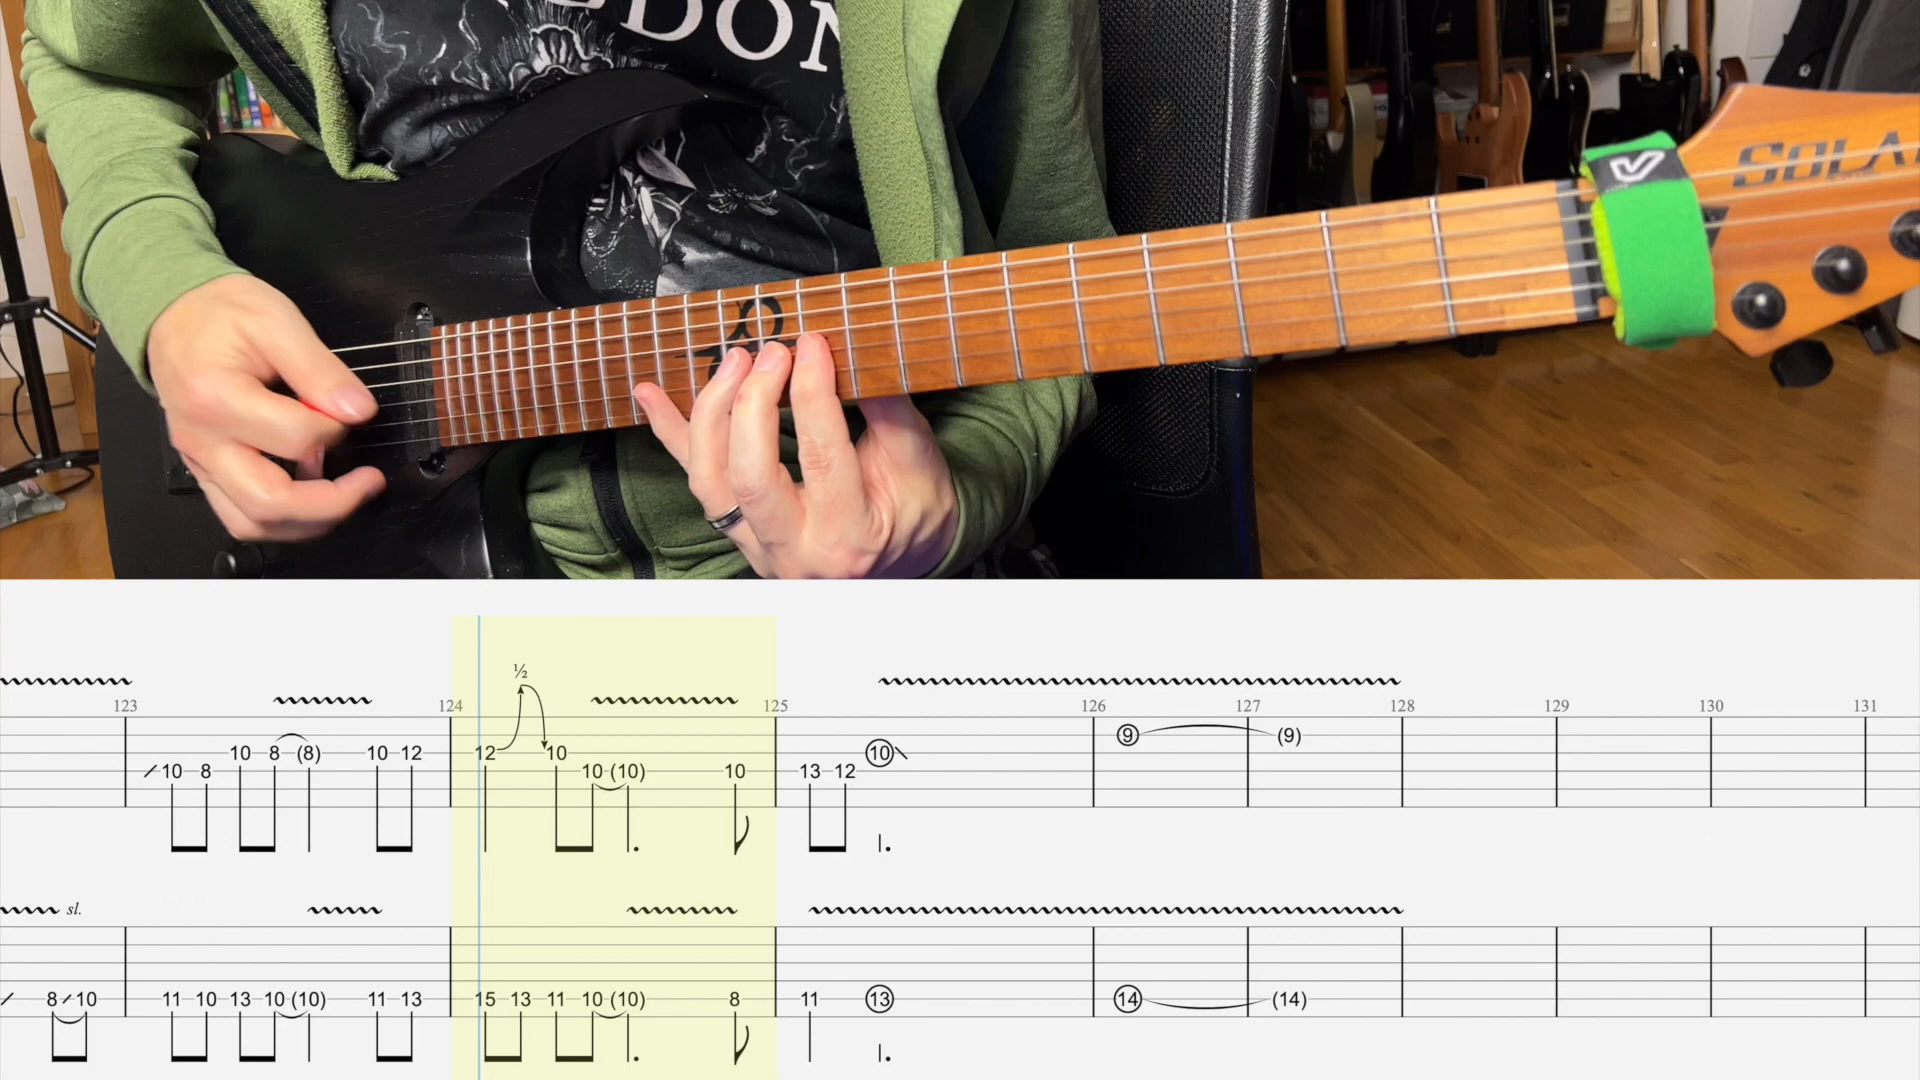 DON
SOLA
½
123 124 125 126 127 128 129 130 131
9 (9)
10 8 (8) 10 12 12 10 10
10 8 10 (10) 10 13 12
sl.
8 10 11 10 13 10 (10) 11 13 15 13 11 10 (10) 8 11 13 14 (14)